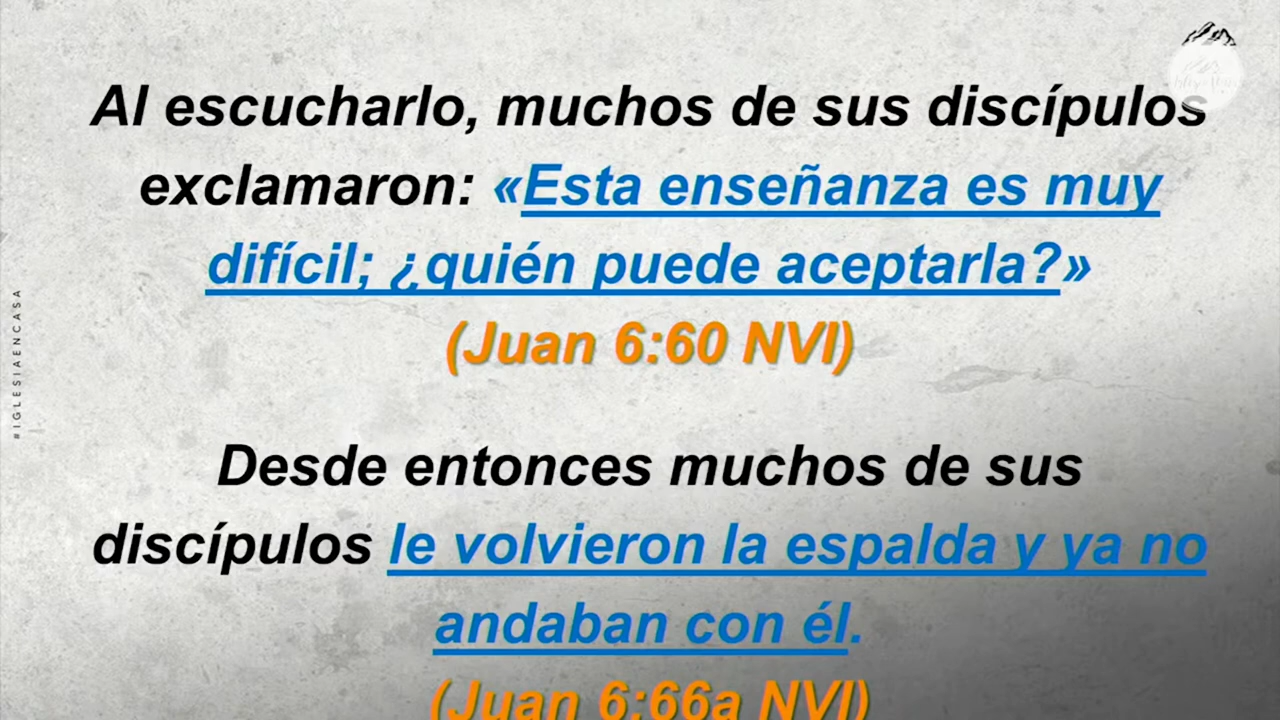 Al escucharlo, muchos de sus discípulos
exclamaron: «Esta enseñanza es muy
difícil; ¿quién puede aceptarla?»
(Juan 6:60 NVI)
Desde entonces muchos de sus
discípulos le volvieron la espalda y ya no
andaban con él.
(Juan 6:66a NVI)
#IGLESIAENCASA